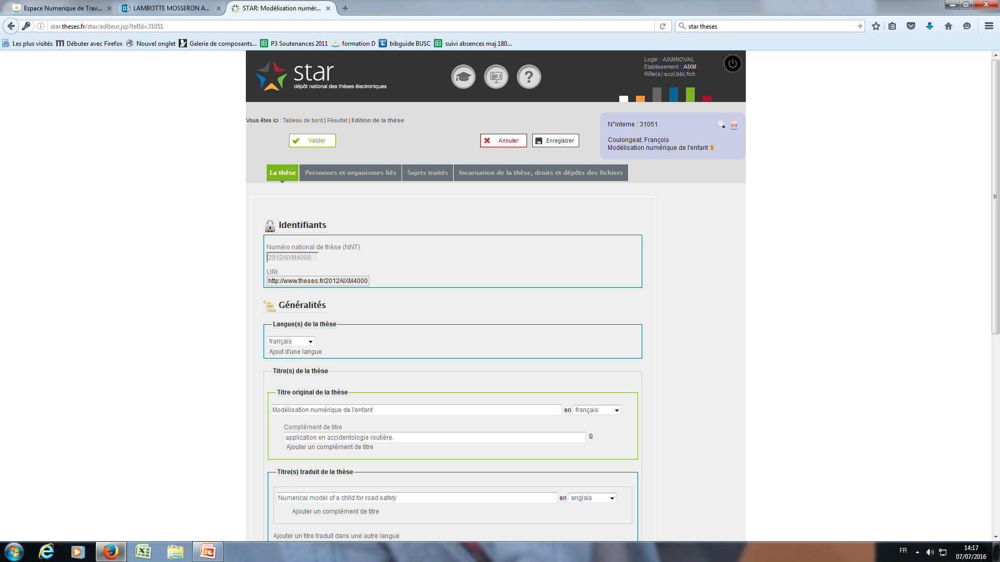 Espace Numerique de Trav...
LAMBOTTE MOSSERON A...
STAR: Modélisation numér...
star.theses.fr/star/editeur.jsp?tefId=31051
star theses
Les plus visités
Débuter avec Firefox
Nouvel onglet
Galerie de composants...
P3 Soutenances 2011
formation D
bibguide BUSC
suivi absences maj 180...
star
dépôt national des thèses électroniques
?
Login : AIXMNOVAL
Etablissement : AIXM
Rôle(s):scol,bibl,fich
Vous êtes ici : Tableau de bord | Résultat | Edition de la thèse
Valider
Annuler
Enregistrer
N°interne : 31051
Coulongeat, François
Modélisation numérique de l'enfant
La thèse
Personnes et organismes liés
Sujets traités
Incarnation de la thèse, droits et dépôts des fichiers
Identifiants
Numéro national de thèse (NNT)
2012AIXM4000
URI
http://www.theses.fr/2012AIXM4000
Généralités
Langue(s) de la thèse
français
Ajout d'une langue
Titre(s) de la thèse
Titre original de la thèse
Modélisation numérique de l'enfant en français
Complément de titre
application en accidentologie routière.
Ajouter un complément de titre
Titre(s) traduit de la thèse
Numerical model of a child for road safety en anglais
Ajouter un complément de titre
Ajouter un titre traduit dans une autre langue
FR
14:17
07/07/2016